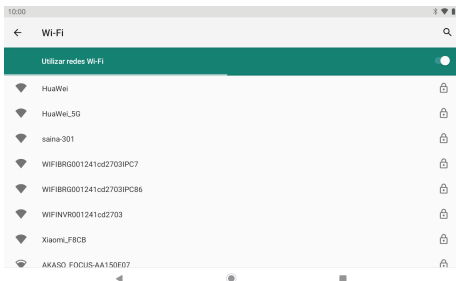 10:00
Wi-Fi
Utilizar redes Wi-Fi
HuaWei
HuaWei_5G
saina-301
WIFIBRG001241cd2703IPC7
WIFIBRG001241cd2703IPC86
WIFINVR001241cd2703
Xiaomi_F8CB
AKASO_FOCUS-AA150E07